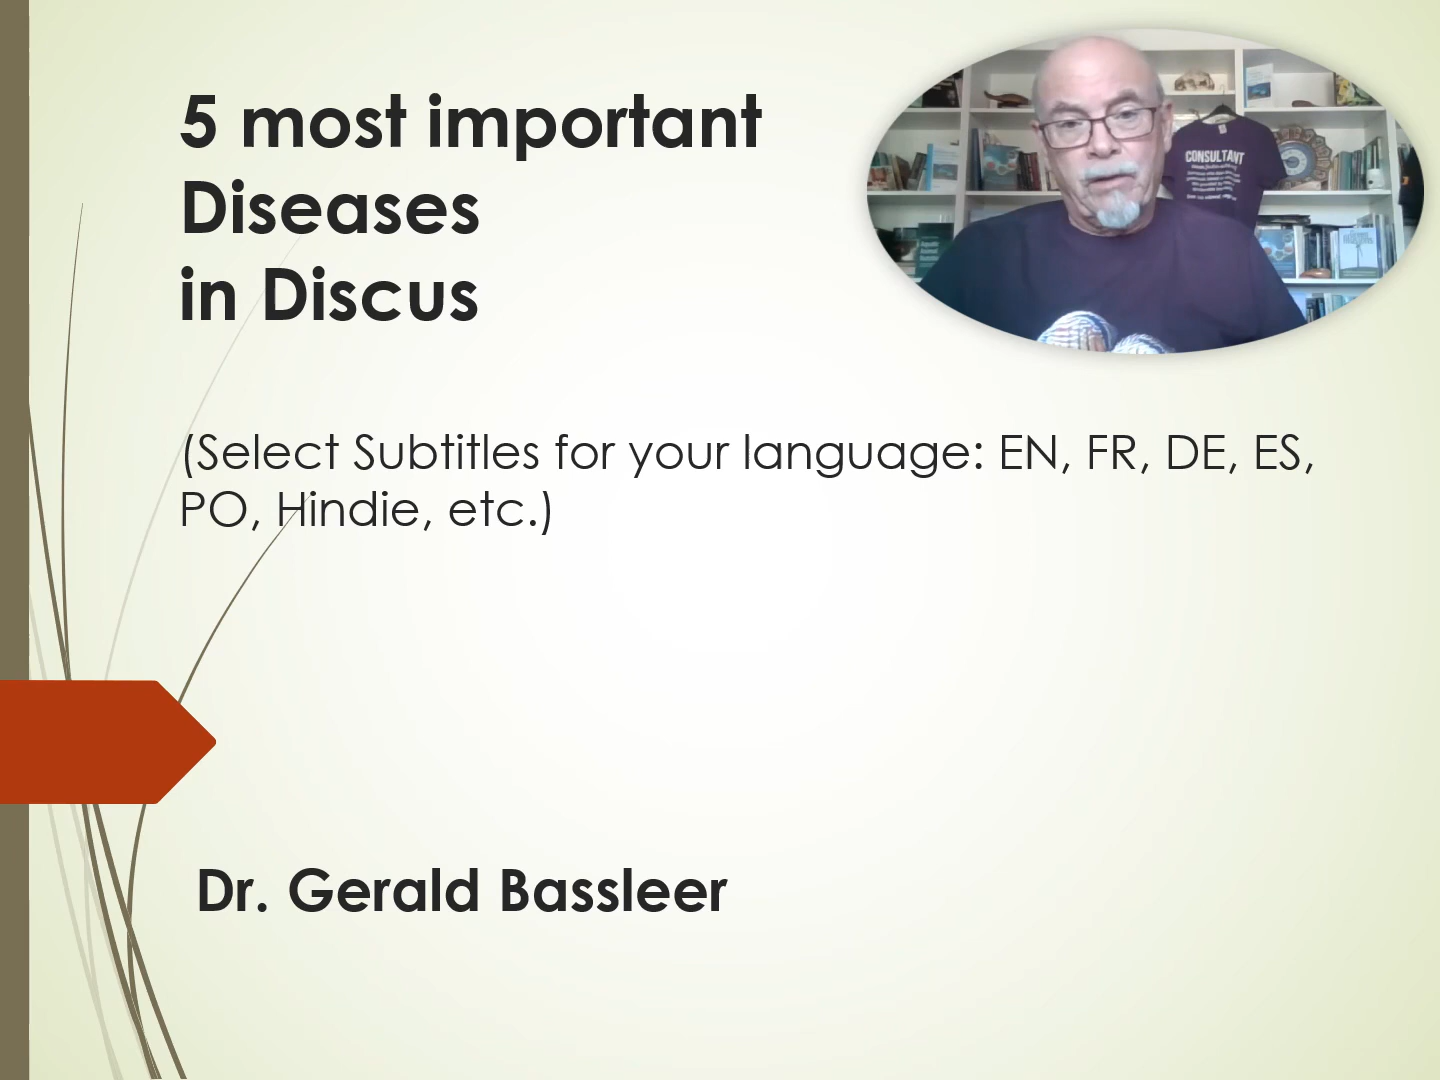 5 most important
Diseases
in Discus
CONSULTANT
(Select Subtitles for your language: EN, FR, DE, ES,
PO, Hindie, etc.)
Dr. Gerald Bassleer